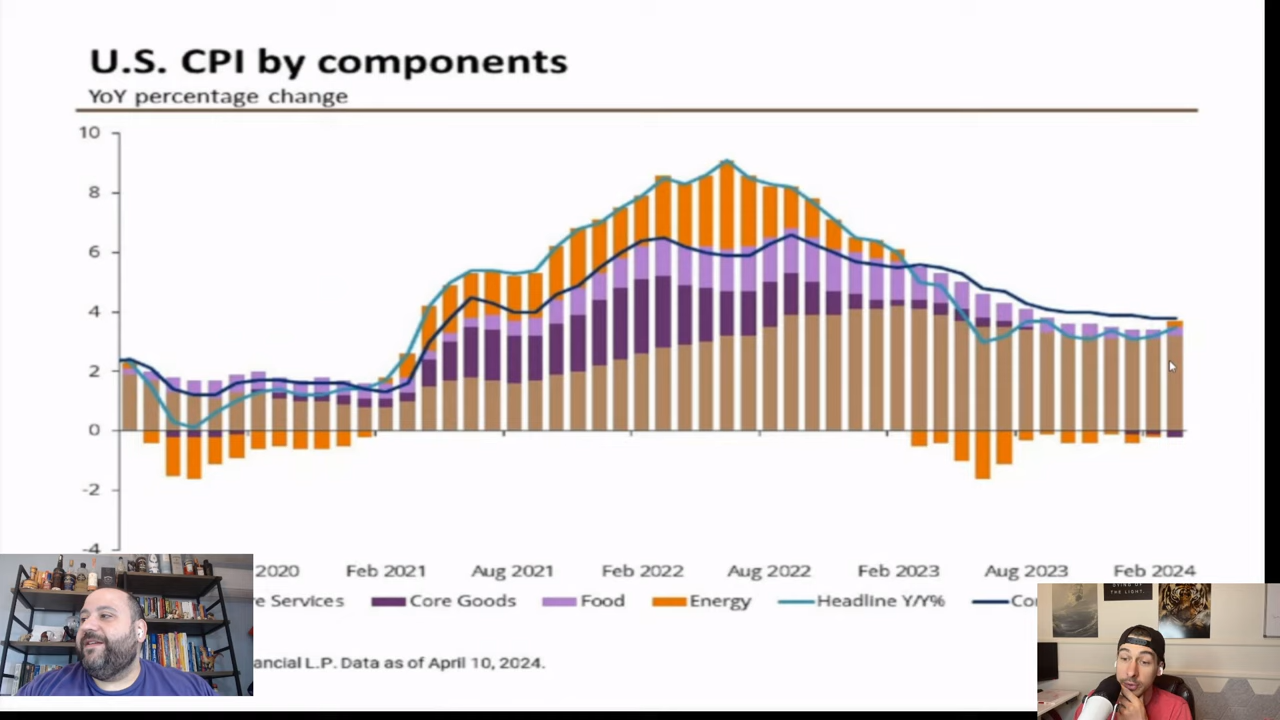 U.S. CPI by components
YoY percentage change
10
8
6
4
2
0
-2
-4
2020 Feb 2021 Aug 2021 Feb 2022 Aug 2022 Feb 2023 Aug 2023 Feb 2024
re Services Core Goods Food Energy Headline Y/Y% Co
ancial L.P. Data as of April 10, 2024.
THE LIGHT.